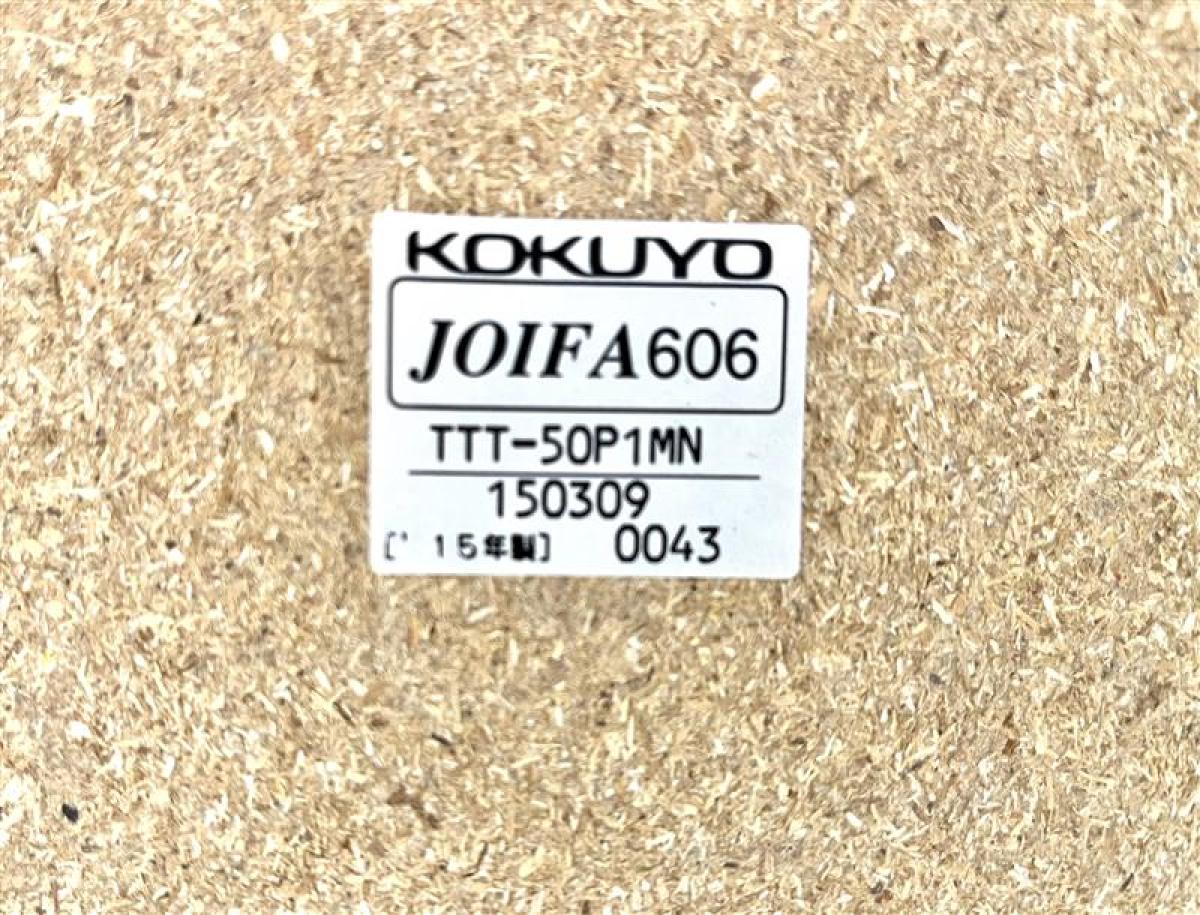 KOKUYO
JOIFA606
TTT-50P1MN
150309
['15年製] 0043